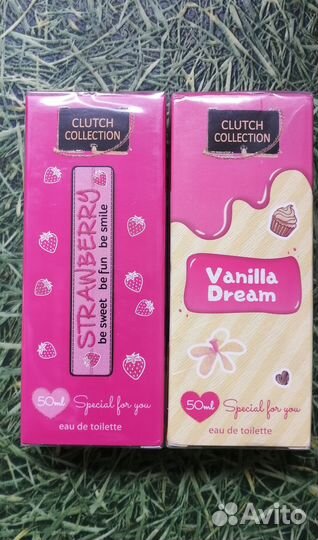 CLUTCH
COLLECTION
STRAWBERRY
be sweet be fun be smile
50ml Special for you
eau de toilette
CLUTCH
COLLECTION
Vanilla
Dream
50ml Special for you
eau de toilette
Avito